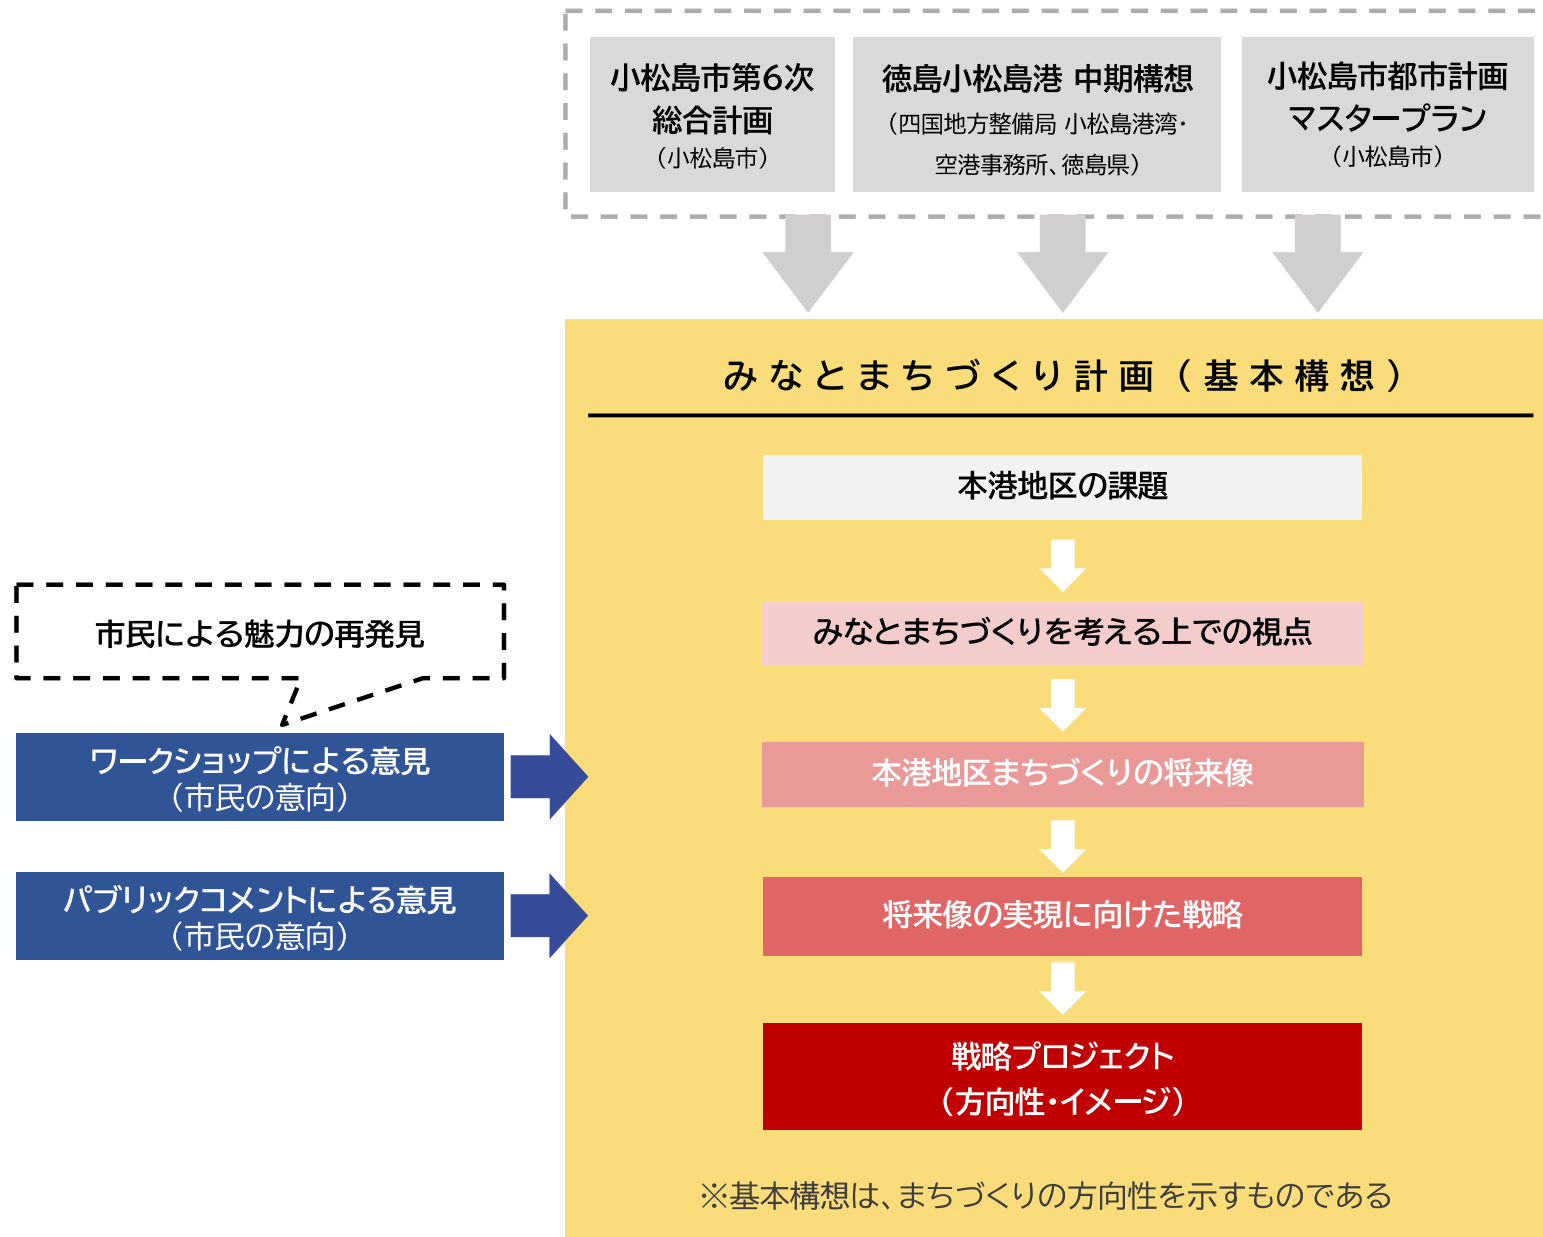 小松島市第6次
総合計画
（小松島市）
徳島小松島港 中期構想
（四国地方整備局 小松島港湾・
空港事務所、徳島県）
小松島市都市計画
マスタープラン
（小松島市）
みなとまちづくり計画（基本構想）
本港地区の課題
みなとまちづくりを考える上での視点
本港地区まちづくりの将来像
将来像の実現に向けた戦略
戦略プロジェクト
（方向性・イメージ）
※基本構想は、まちづくりの方向性を示すものである
市民による魅力の再発見
ワークショップによる意見
（市民の意向）
パブリックコメントによる意見
（市民の意向）